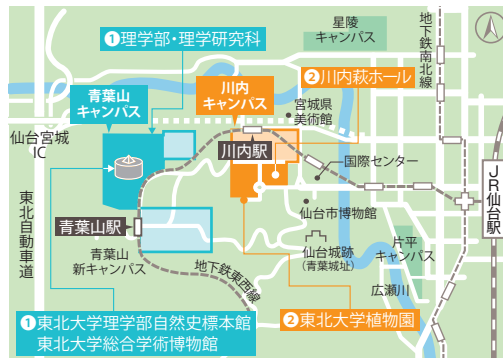 ❶理学部・理学研究科
星陵
キャンパス
地下鉄南北線
青葉山
キャンパス
川内
キャンパス
❷川内萩ホール
宮城県
美術館
仙台宮城
IC
川内駅
国際センター
JR仙台駅
東北自動車道
青葉山駅
仙台市博物館
青葉山
新キャンパス
仙台城跡
（青葉城址）
片平
キャンパス
地下鉄東西線
広瀬川
❶東北大学理学部自然史標本館
東北大学総合学術博物館
❷東北大学植物園